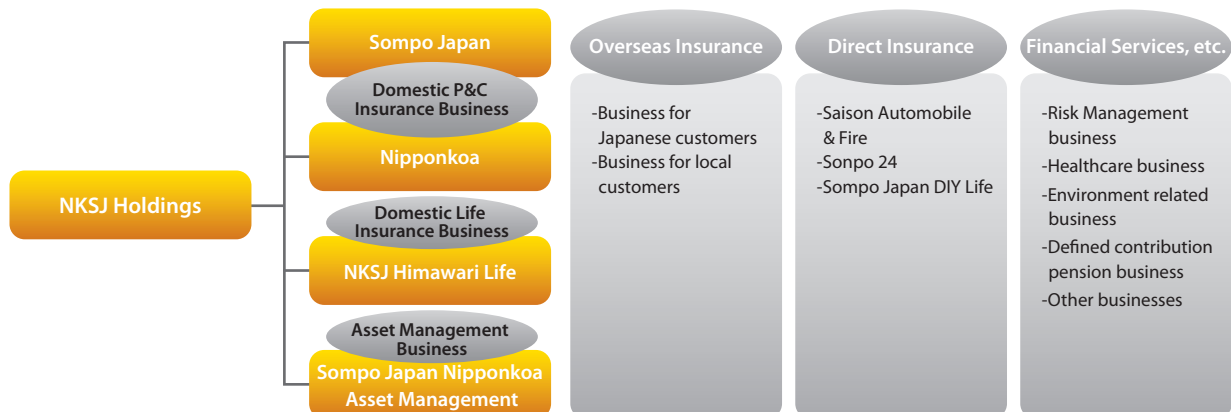 NKSJ Holdings
Sompo Japan
Domestic P&C
Insurance Business
Nipponkoa
Domestic Life
Insurance Business
NKSJ Himawari Life
Asset Management
Business
Sompo Japan Nipponkoa
Asset Management
Overseas Insurance
-Business for
Japanese customers
-Business for local
customers
Direct Insurance
-Saison Automobile
& Fire
-Sonpo 24
-Sompo Japan DIY Life
Financial Services, etc.
-Risk Management
business
-Healthcare business
-Environment related
business
-Defined contribution
pension business
-Other businesses